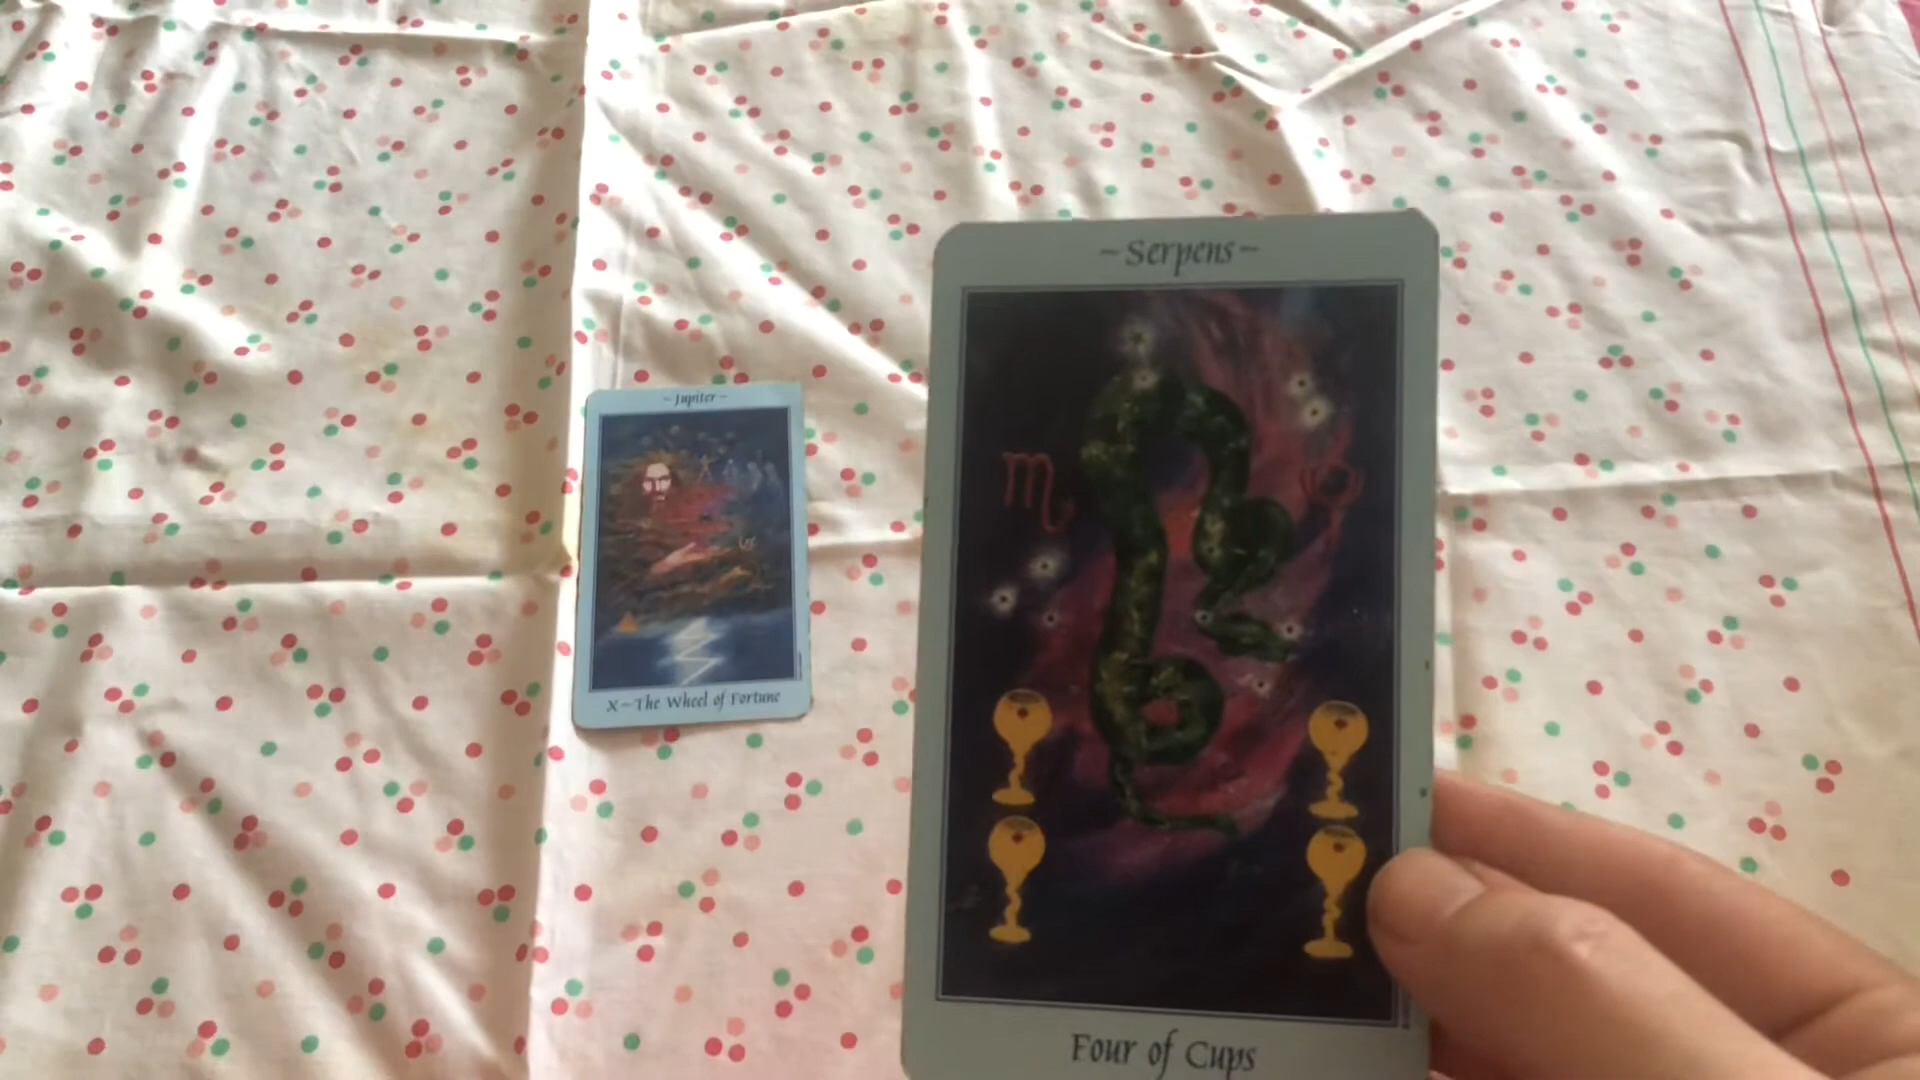 ~ Jupiter ~
X ~ The Wheel of Fortune
~ Serpens ~
Four of Cups